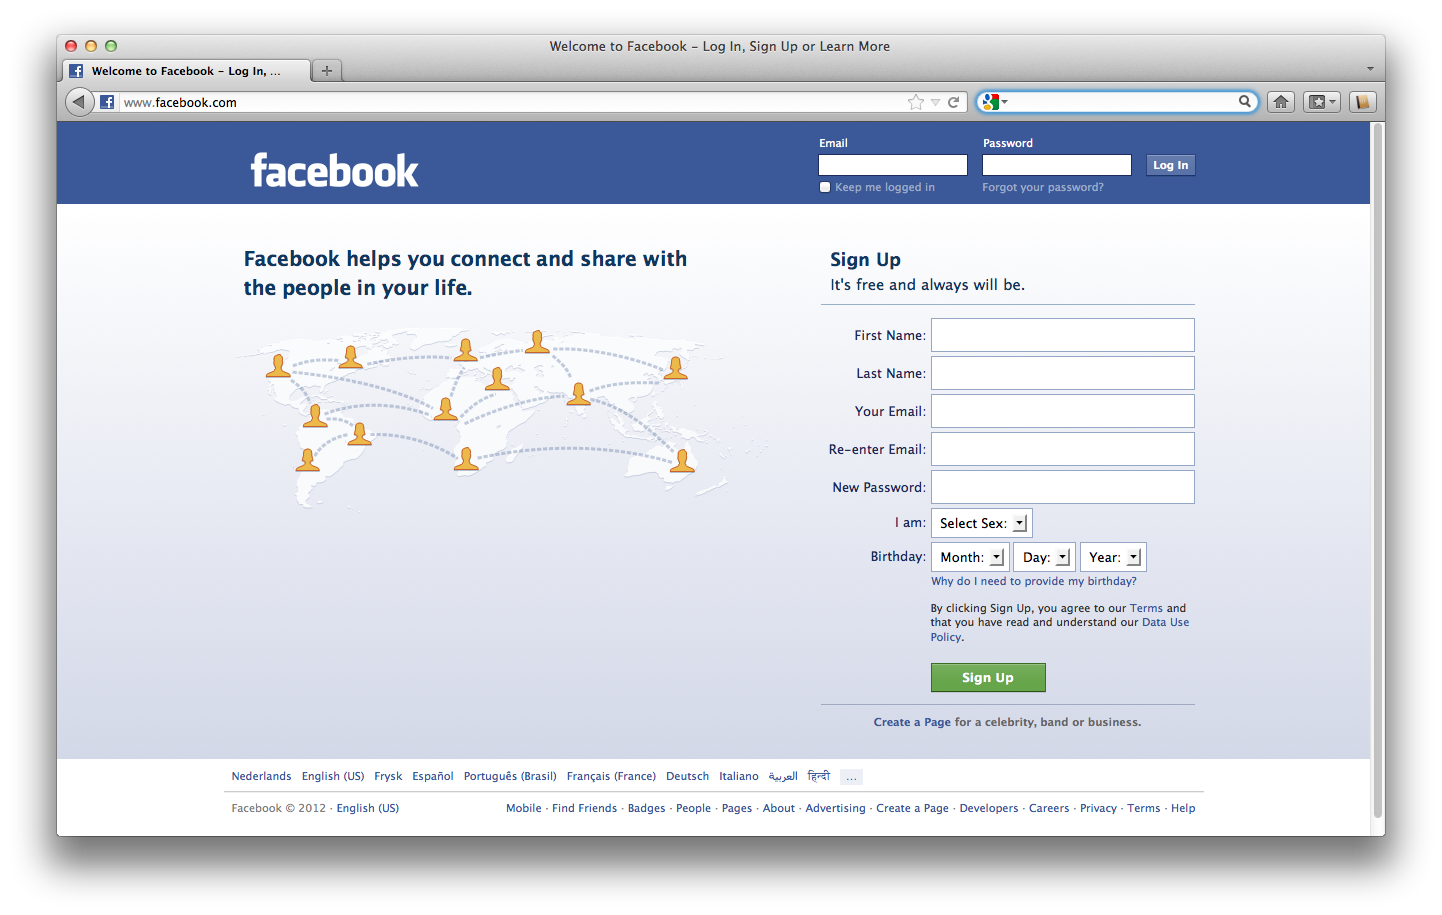 Welcome to Facebook – Log In, Sign Up or Learn More
Welcome to Facebook – Log In, ...
www.facebook.com
facebook
Email
Password
Log In
Keep me logged in
Forgot your password?
Facebook helps you connect and share with
the people in your life.
Sign Up
It's free and always will be.
First Name:
Last Name:
Your Email:
Re-enter Email:
New Password:
I am:
Select Sex:
Birthday:
Month:
Day:
Year:
Why do I need to provide my birthday?
By clicking Sign Up, you agree to our Terms and
that you have read and understand our Data Use
Policy.
Sign Up
Create a Page for a celebrity, band or business.
Nederlands English (US) Frysk Español Português (Brasil) Français (France) Deutsch Italiano العربية हिन्दी ...
Facebook © 2012 · English (US)
Mobile · Find Friends · Badges · People · Pages · About · Advertising · Create a Page · Developers · Careers · Privacy · Terms · Help